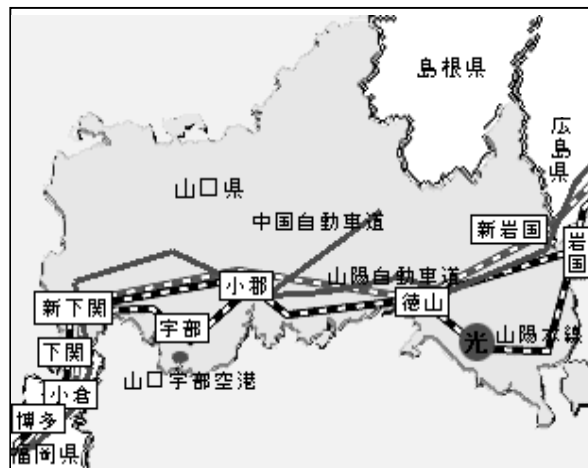 島根県
広島県
山口県
中国自動車道
新岩国
岩国
小郡
山陽自動車道
新下関
徳山
宇部
光
山陽本線
下関
山口宇部空港
小倉
博多
福岡県